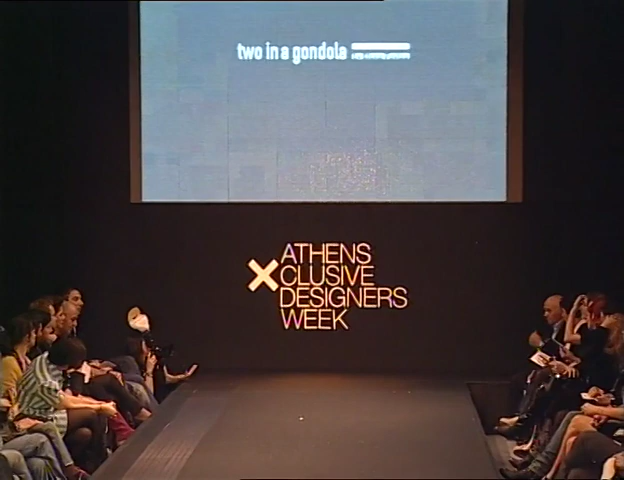 two in a gondola
ATHENS
XCLUSIVE
DESIGNERS
WEEK